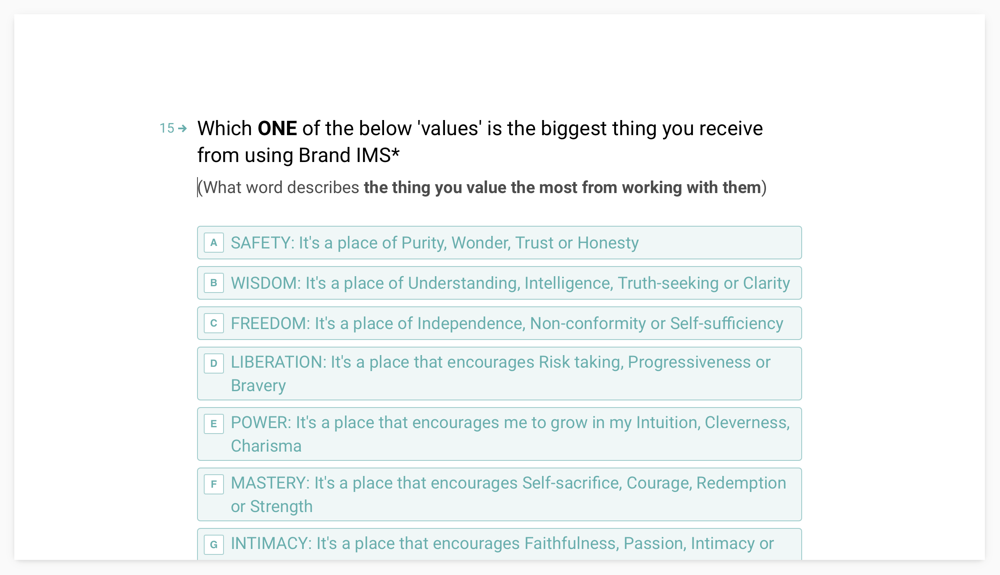 15 → Which ONE of the below 'values' is the biggest thing you receive
from using Brand IMS*
(What word describes the thing you value the most from working with them)
A SAFETY: It's a place of Purity, Wonder, Trust or Honesty
B WISDOM: It's a place of Understanding, Intelligence, Truth-seeking or Clarity
C FREEDOM: It's a place of Independence, Non-conformity or Self-sufficiency
D LIBERATION: It's a place that encourages Risk taking, Progressiveness or
Bravery
E POWER: It's a place that encourages me to grow in my Intuition, Cleverness,
Charisma
F MASTERY: It's a place that encourages Self-sacrifice, Courage, Redemption
or Strength
G INTIMACY: It's a place that encourages Faithfulness, Passion, Intimacy or